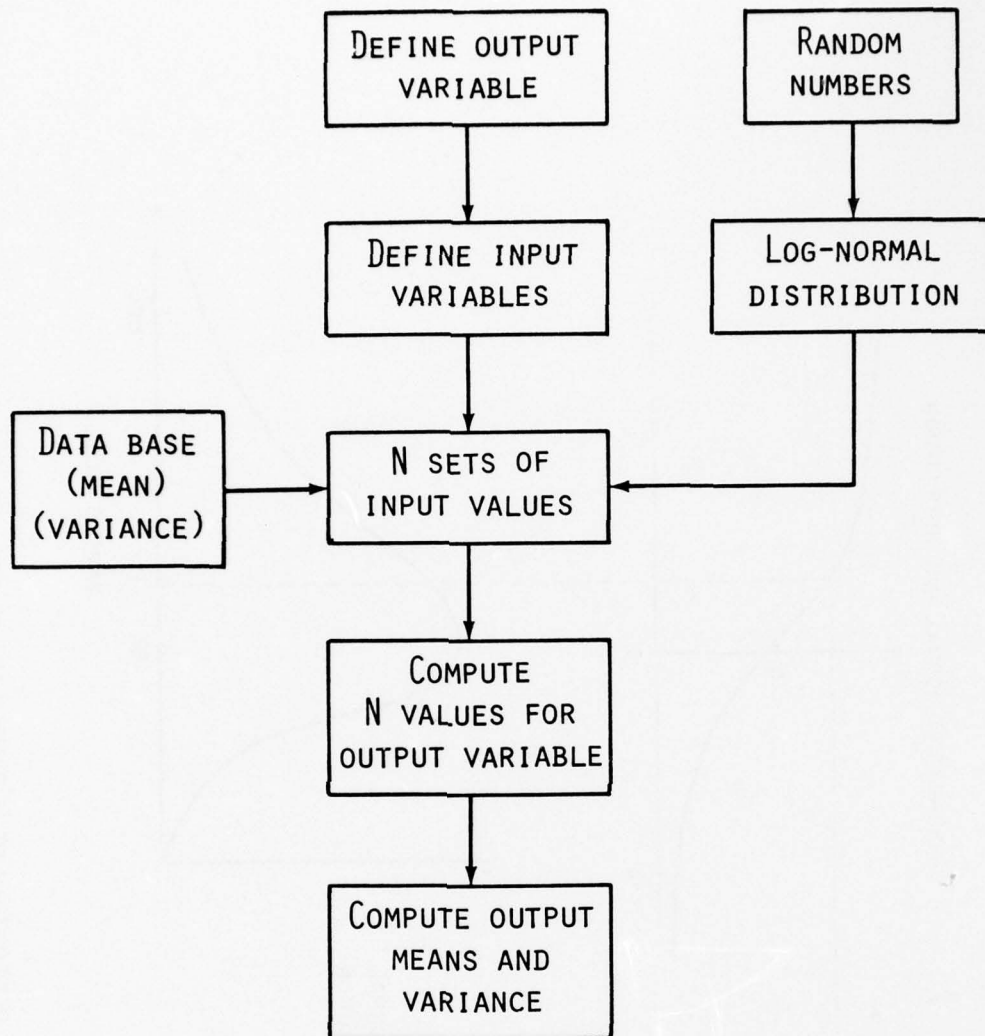 DEFINE OUTPUT
VARIABLE
RANDOM
NUMBERS
DEFINE INPUT
VARIABLES
LOG-NORMAL
DISTRIBUTION
DATA BASE
(MEAN)
(VARIANCE)
N SETS OF
INPUT VALUES
COMPUTE
N VALUES FOR
OUTPUT VARIABLE
COMPUTE OUTPUT
MEANS AND
VARIANCE